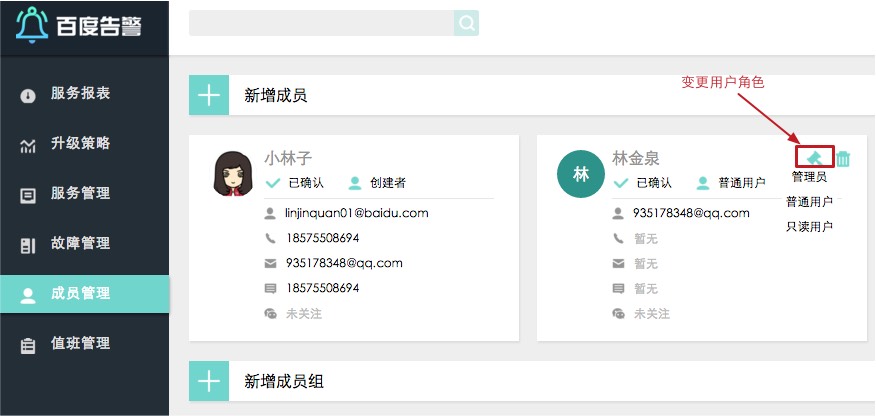 百度告警
变更用户角色
服务报表
新增成员
升级策略
小林子
林
林金泉
已确认
创建者
已确认
普通用户
管理员
普通用户
只读用户
服务管理
linjinquan01@baidu.com
935178348@qq.com
18575508694
暂无
故障管理
935178348@qq.com
暂无
18575508694
暂无
成员管理
未关注
未关注
值班管理
新增成员组